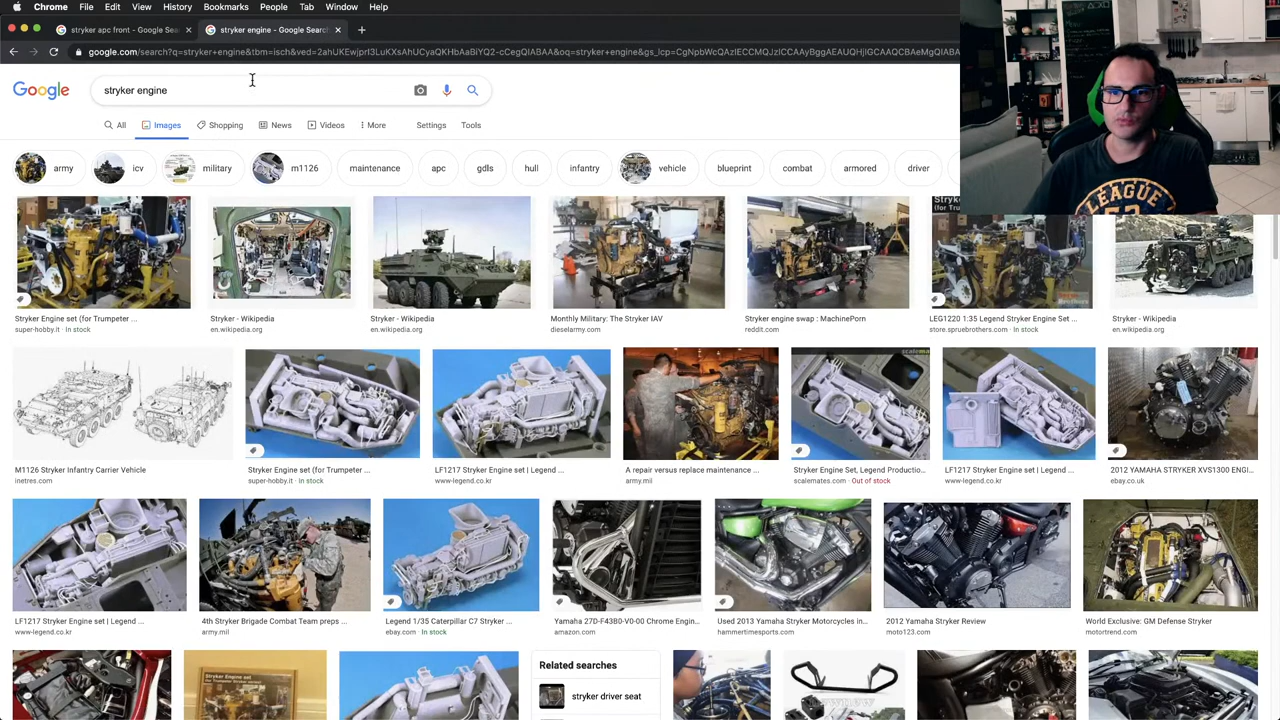 Chrome File Edit View History Bookmarks People Tab Window Help
stryker apc front - Google Sea
stryker engine - Google Search
google.com/search?q=stryker+engine&tbm=isch&ved=
Google
stryker engine
All Images Shopping News Videos More Settings Tools
army icv military m1126 maintenance apc gdls hull infantry vehicle blueprint combat armored driver
Stryker Engine set (for Trumpeter ...
super-hobby.it · In stock
Stryker - Wikipedia
en.wikipedia.org
Stryker - Wikipedia
en.wikipedia.org
Monthly Military: The Stryker IAV
dieselarmy.com
Stryker engine swap : MachinePorn
reddit.com
LEG1220 1:35 Legend Stryker Engine Set ...
store.spruebrothers.com · In stock
Stryker - Wikipedia
en.wikipedia.org
M1126 Stryker Infantry Carrier Vehicle
inetres.com
Stryker Engine set (for Trumpeter ...
super-hobby.it · In stock
LF1217 Stryker Engine set | Legend ...
www-legend.co.kr
A repair versus replace maintenance ...
army.mil
Stryker Engine Set, Legend Productio...
scalemates.com · Out of stock
LF1217 Stryker Engine set | Legend ...
www-legend.co.kr
2012 YAMAHA STRYKER XVS1300 ENGI...
ebay.co.uk
LF1217 Stryker Engine set | Legend ...
www-legend.co.kr
4th Stryker Brigade Combat Team preps ...
army.mil
Legend 1/35 Caterpillar C7 Stryker ...
ebay.com · In stock
Yamaha 27D-F43B0-V0-00 Chrome Engin...
amazon.com
Used 2013 Yamaha Stryker Motorcycles in...
hammertimesports.com
2012 Yamaha Stryker Review
moto123.com
World Exclusive: GM Defense Stryker
motortrend.com
Related searches
stryker driver seat
LEAGUE